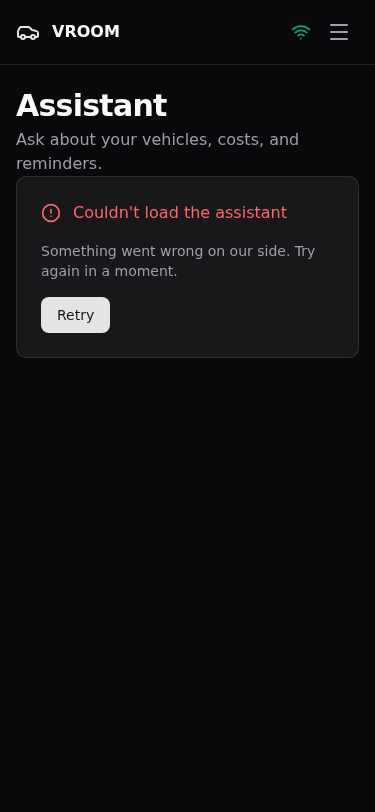 VROOM
Assistant
Ask about your vehicles, costs, and
reminders.
Couldn't load the assistant
Something went wrong on our side. Try
again in a moment.
Retry